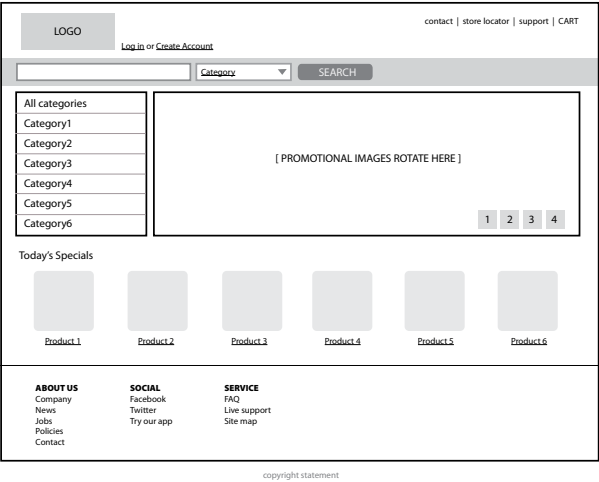 LOGO
contact | store locator | support | CART
Log in or Create Account
Category
SEARCH
All categories
Category1
Category2
Category3
Category4
Category5
Category6
[ PROMOTIONAL IMAGES ROTATE HERE ]
1 2 3 4
Today's Specials
Product 1 Product 2 Product 3 Product 4 Product 5 Product 6
ABOUT US
Company
News
Jobs
Policies
Contact
SOCIAL
Facebook
Twitter
Try our app
SERVICE
FAQ
Live support
Site map
copyright statement